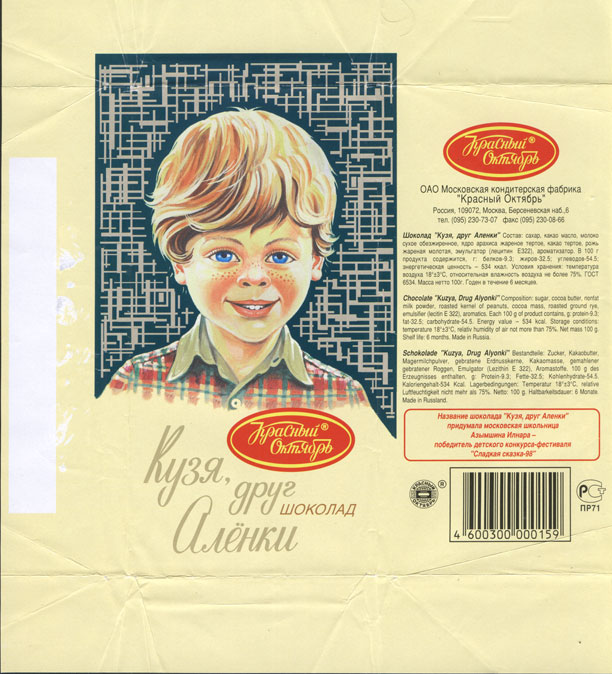 Красный®
Октябрь
Кузя,
друг
ШОКОЛАД
Алёнки
Красный®
Октябрь
ОАО Московская кондитерская фабрика
"Красный Октябрь"
Россия, 109072, Москва, Берсеневская наб.,6
тел. (095) 230-73-07 факс (095) 230-08-66
Шоколад "Кузя, друг Аленки" Состав: сахар, какао масло, молоко
сухое обезжиренное, ядро арахиса жареное тертое, какао тертое, рожь
жареная молотая, эмульгатор (лецитин Е322), ароматизатор. В 100 г
продукта содержится, г: белков-9.3; жиров-32.5; углеводов-54.5;
энергетическая ценность – 534 ккал. Условия хранения: температура
воздуха 18°±3°С, относительная влажность воздуха не более 75%. ГОСТ
6534. Масса нетто 100г. Годен в течение 6 месяцев.
Chocolate "Kuzya, Drug Alyonki" Composition: sugar, cocoa butter, nonfat
milk powder, roasted kernel of peanuts, cocoa mass, roasted ground rye,
emulsifier (lecitin E 322), aromatics. Each 100 g of product contains, g: protein-9.3;
fat-32.5; carbohydrate-54.5. Energy value – 534 kcal. Storage conditions:
temperature 18°±3°C, relativ humidity of air not more than 75%. Net mass 100 g.
Shelf life: 6 months. Made in Russia.
Schokolade "Kuzya, Drug Alyonki" Bestandteile: Zucker, Kakaobutter,
Magermilchpulver, gebratene Erdnusskerne, Kakaomasse, gemahlener
gebratener Roggen, Emulgator (Lezithin E 322), Aromastoffe. 100 g des
Erzeugnisses enthalten, g: Protein-9.3; Fette-32.5; Kohlenhydrate-54.5.
Kaloriengehalt-534 Kcal. Lagerbedingungen: Temperatur 18°±3°C, relative
Luftfeuchtigkeit nicht mehr als 75%. Netto: 100 g. Haltbarkeitsdauer: 6 Monate.
Made in Russland.
Название шоколада "Кузя, друг Аленки"
придумала московская школьница
Азымшина Илнара –
победитель детского конкурса-фестиваля
"Сладкая сказка-98"
КРАСНЫЙ
ОКТЯБРЬ
®
РС
ПР71
4 600300 000159